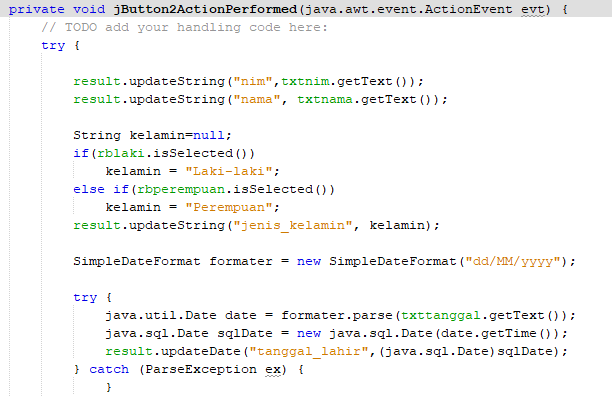 private void jButton2ActionPerformed(java.awt.event.ActionEvent evt) {
// TODO add your handling code here:
try {
result.updateString("nim",txtnim.getText());
result.updateString("nama", txtnama.getText());
String kelamin=null;
if(rblaki.isSelected())
kelamin = "Laki-laki";
else if(rbperempuan.isSelected())
kelamin = "Perempuan";
result.updateString("jenis_kelamin", kelamin);
SimpleDateFormat formater = new SimpleDateFormat("dd/MM/yyyy");
try {
java.util.Date date = formater.parse(txttanggal.getText());
java.sql.Date sqlDate = new java.sql.Date(date.getTime());
result.updateDate("tanggal_lahir",(java.sql.Date)sqlDate);
} catch (ParseException ex) {
}